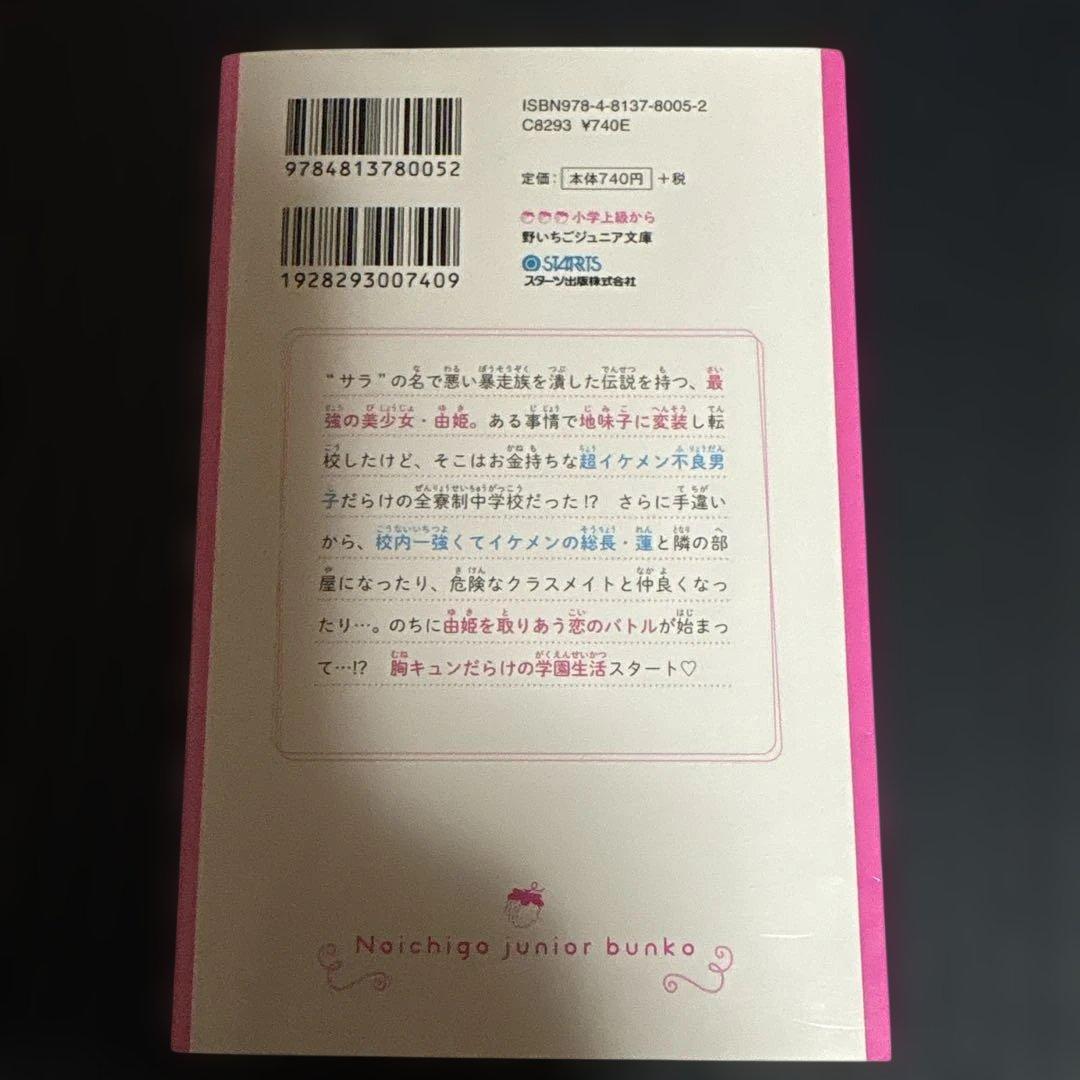 9784813780052
ISBN978-4-8137-8005-2
C8293 ¥740E
定価：本体740円＋税
1928293007409
小学上級から
野いちごジュニア文庫
STARTS
スターツ出版株式会社
“サラ”の名で悪い暴走族を潰した伝説を持つ、最
強の美少女・由姫。ある事情で地味子に変装し転
校したけど、そこはお金持ちな超イケメン不良男
子だらけの全寮制中学校だった!?　さらに手違い
から、校内一強くてイケメンの総長・蓮と隣の部
屋になったり、危険なクラスメイトと仲良くなっ
たり…。のちに由姫を取りあう恋のバトルが始まっ
て…!?　胸キュンだらけの学園生活スタート♡
Noichigo junior bunko